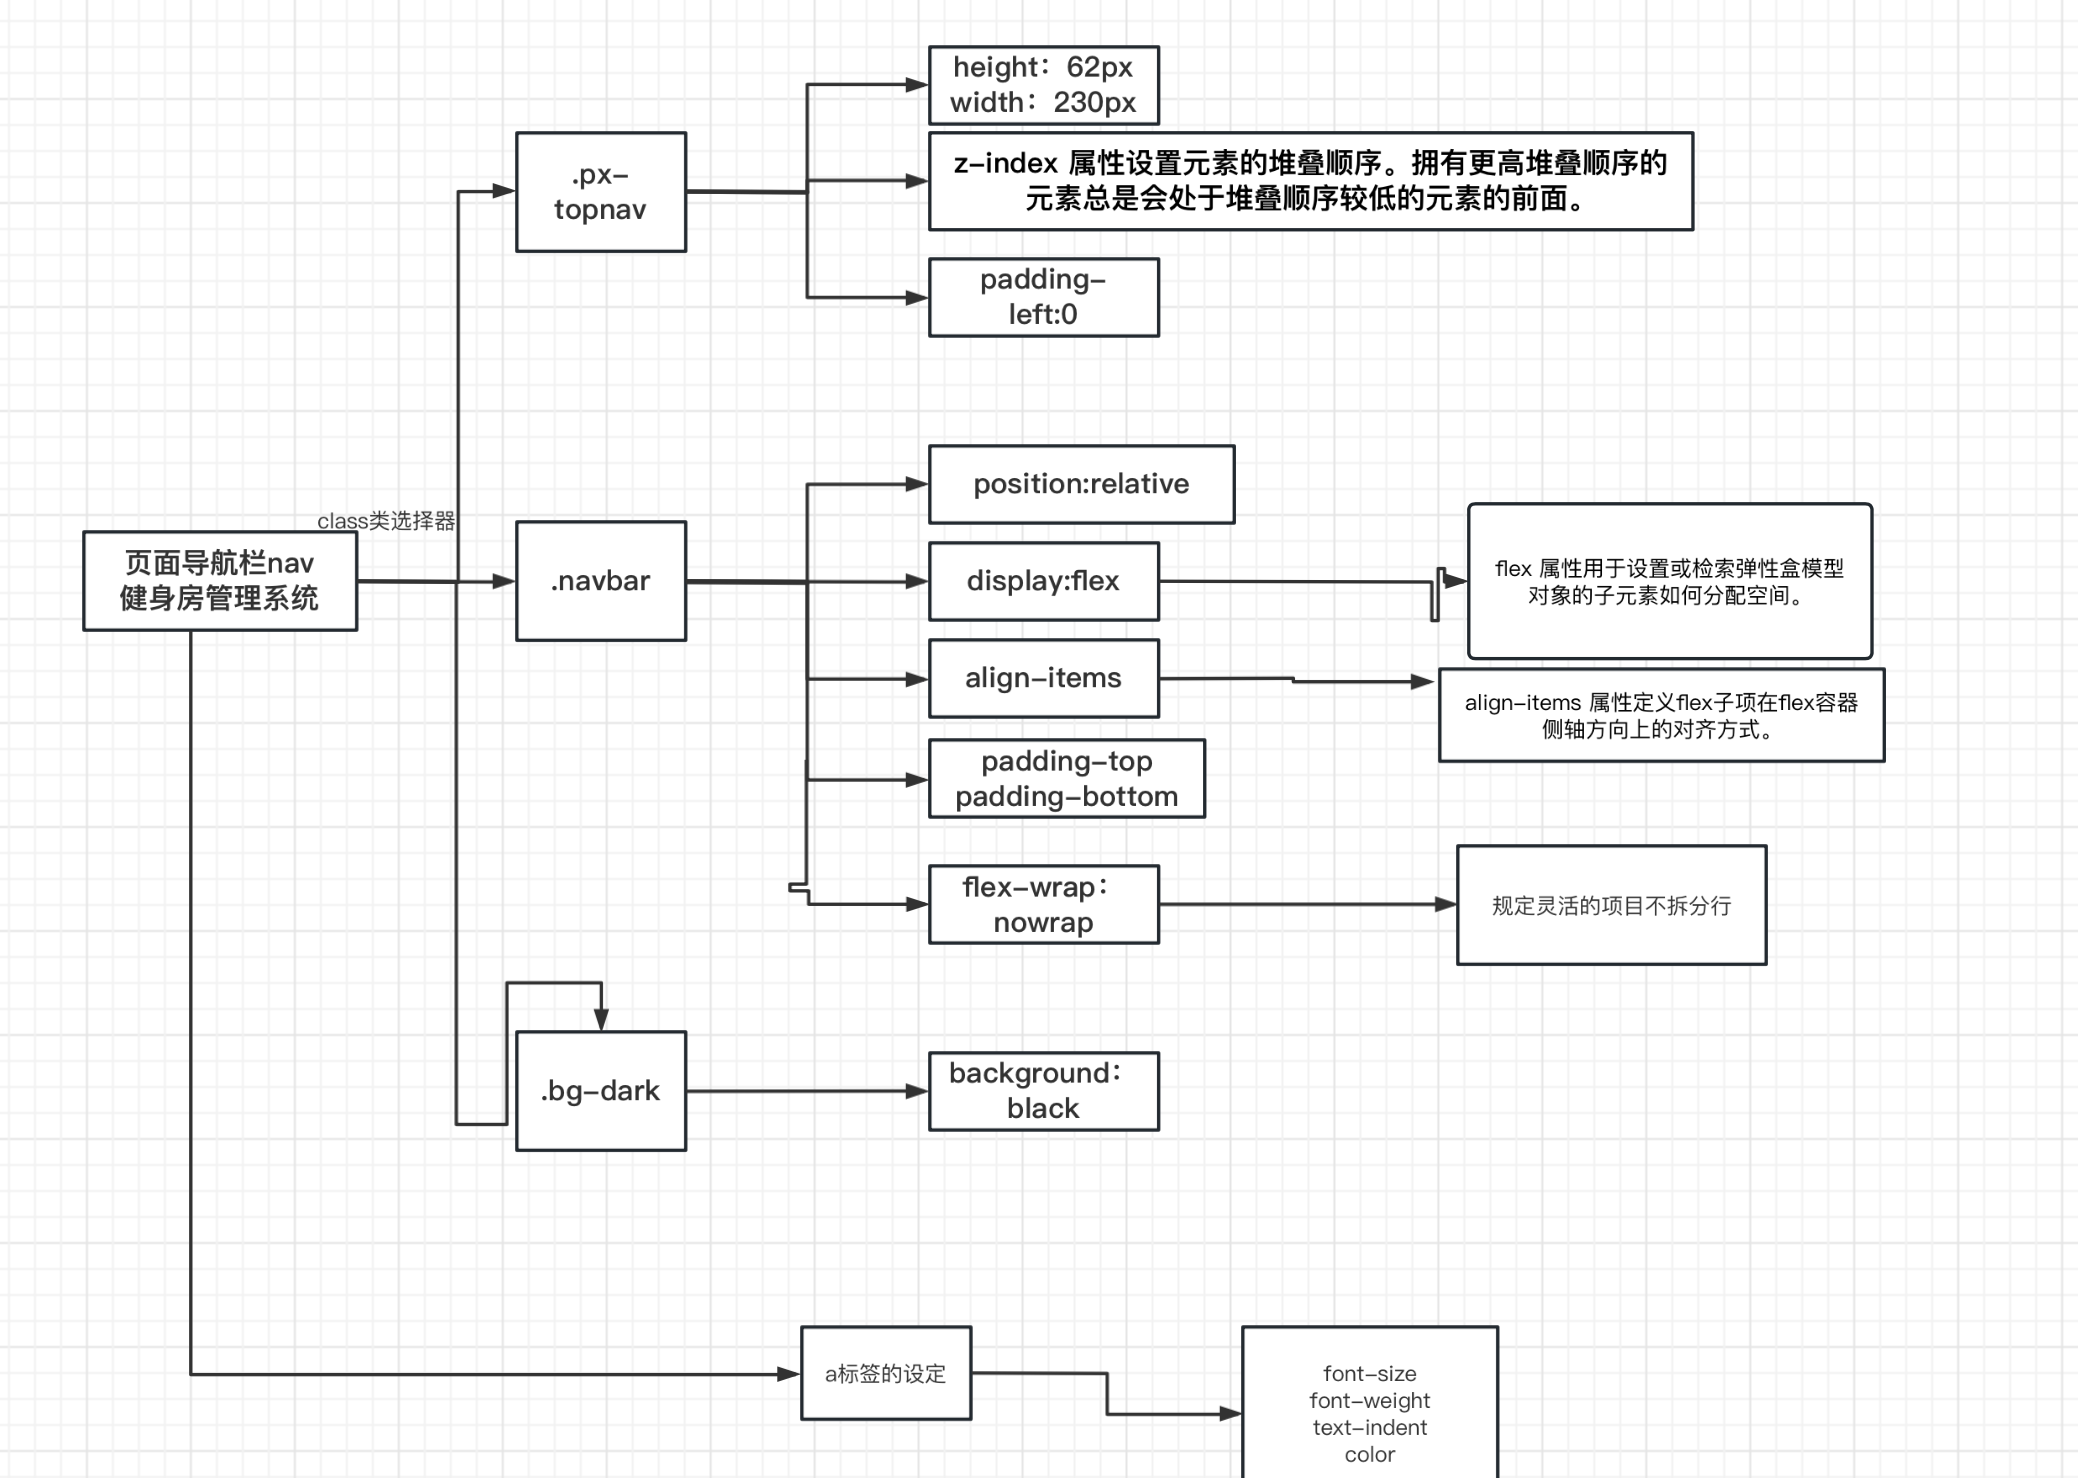 height：62px
width：230px
.px-
topnav
z-index 属性设置元素的堆叠顺序。拥有更高堆叠顺序的
元素总是会处于堆叠顺序较低的元素的前面。
padding-
left:0
class类选择器
页面导航栏nav
健身房管理系统
.navbar
position:relative
display:flex
flex 属性用于设置或检索弹性盒模型
对象的子元素如何分配空间。
align-items
align-items 属性定义flex子项在flex容器
侧轴方向上的对齐方式。
padding-top
padding-bottom
flex-wrap：
nowrap
规定灵活的项目不拆分行
.bg-dark
background：
black
a标签的设定
font-size
font-weight
text-indent
color